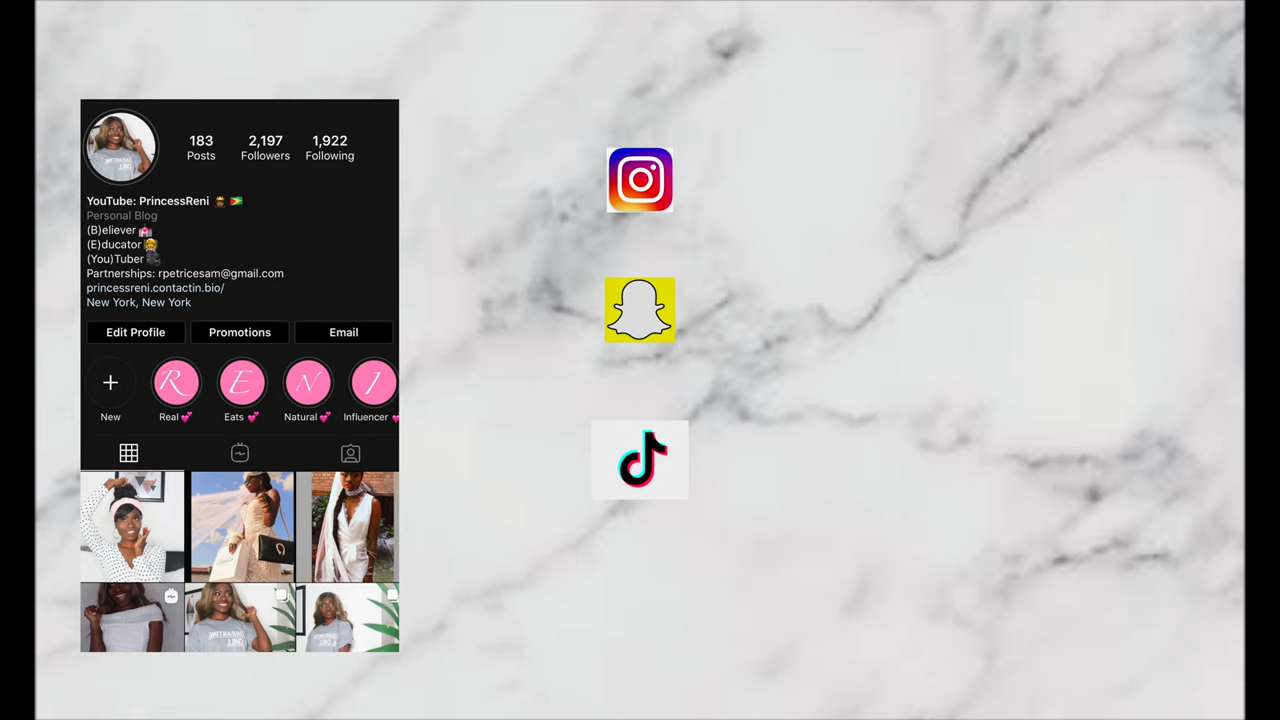 183 2,197 1,922
Posts Followers Following
YouTube: PrincessReni
Personal Blog
(B)eliever
(E)ducator
(You)Tuber
Partnerships: rpetricesam@gmail.com
princessreni.contactin.bio/
New York, New York
Edit Profile Promotions Email
R E N I
New Real Eats Natural Influencer